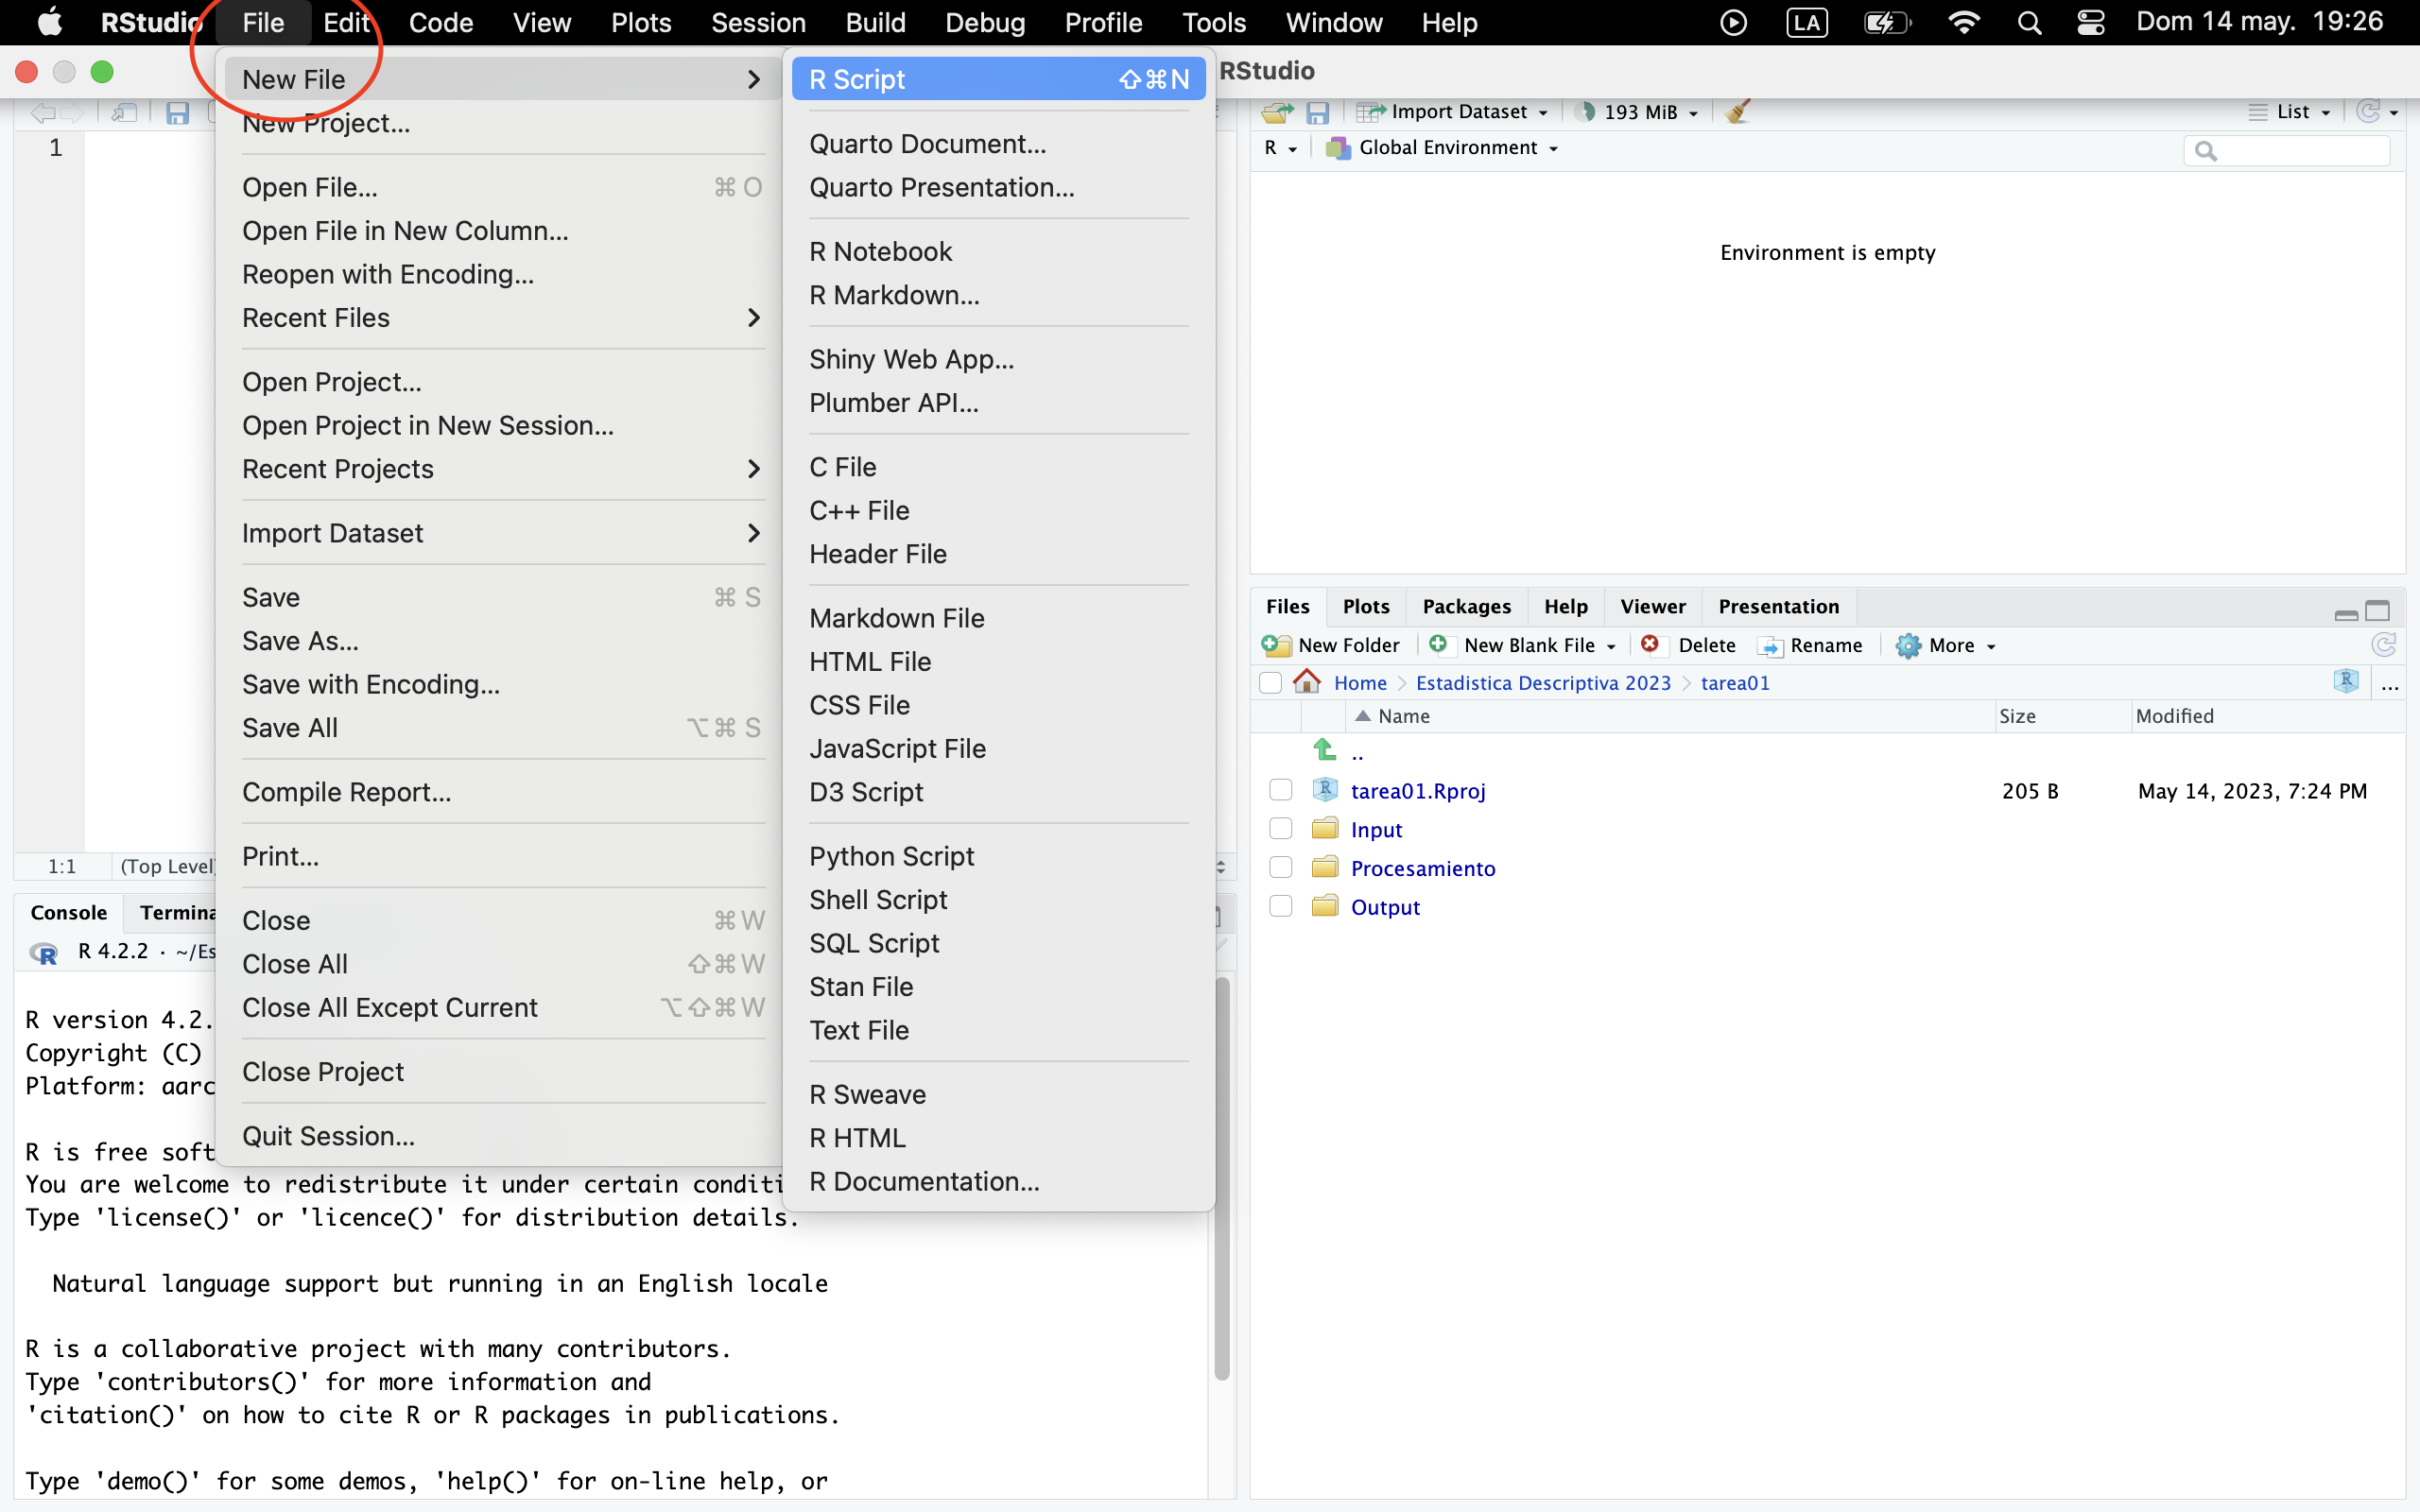 RStudio File Edit Code View Plots Session Build Debug Profile Tools Window Help LA Dom 14 may. 19:26
RStudio
New File
New Project...
Open File... ⌘ O
Open File in New Column...
Reopen with Encoding...
Recent Files
Open Project...
Open Project in New Session...
Recent Projects
Import Dataset
Save ⌘ S
Save As...
Save with Encoding...
Save All ⌥⌘ S
Compile Report...
Print...
Close ⌘W
Close All ⇧⌘W
Close All Except Current ⌥⇧⌘W
Close Project
Quit Session...
R Script ⇧⌘N
Quarto Document...
Quarto Presentation...
R Notebook
R Markdown...
Shiny Web App...
Plumber API...
C File
C++ File
Header File
Markdown File
HTML File
CSS File
JavaScript File
D3 Script
Python Script
Shell Script
SQL Script
Stan File
Text File
R Sweave
R HTML
R Documentation...
1
1:1 (Top Level)
Console Termina
R 4.2.2 · ~/Es
R version 4.2.
Copyright (C)
Platform: aarc
R is free soft
You are welcome to redistribute it under certain conditi
Type 'license()' or 'licence()' for distribution details.
Natural language support but running in an English locale
R is a collaborative project with many contributors.
Type 'contributors()' for more information and
'citation()' on how to cite R or R packages in publications.
Type 'demo()' for some demos, 'help()' for on-line help, or
Import Dataset 193 MiB List
R Global Environment
Environment is empty
Files Plots Packages Help Viewer Presentation
New Folder New Blank File Delete Rename More
Home Estadistica Descriptiva 2023 tarea01 R ...
Name Size Modified
..
tarea01.Rproj 205 B May 14, 2023, 7:24 PM
Input
Procesamiento
Output